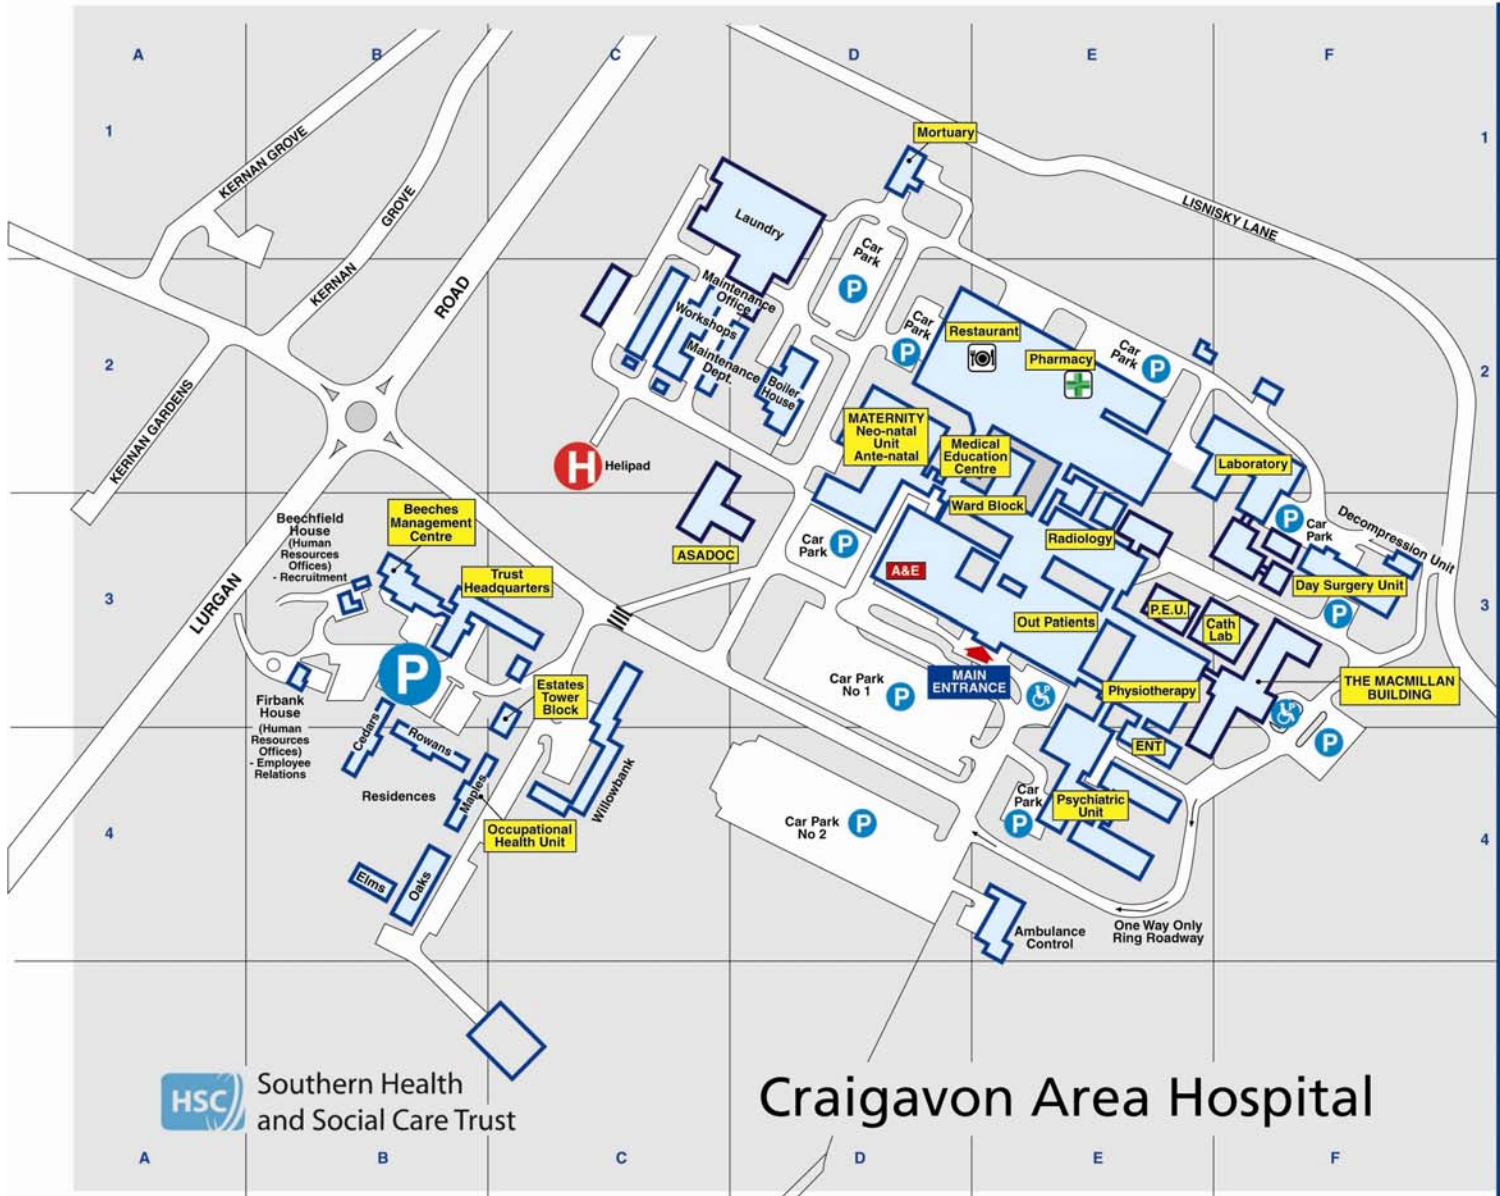 A
B
C
D
E
F
1
1
Mortuary
KERNAN GROVE
GROVE
KERNAN
LISNISKY LANE
Laundry
Car
Park
P
ROAD
Maintenance
Office
Workshops
Maintenance
Dept.
Boiler
House
Car
Park
P
Restaurant
Pharmacy
Car
Park
P
2
2
KERNAN GARDENS
MATERNITY
Neo-natal
Unit
Ante-natal
Medical
Education
Centre
Laboratory
H
Helipad
Ward Block
Beeches
Management
Centre
Beechfield
House
(Human
Resources
Offices)
- Recruitment
Trust
Headquarters
ASADOC
Car
Park
P
Radiology
P
Car
Park
Decompression Unit
A&E
Day Surgery Unit
P
3
3
LURGAN
P.E.U.
Cath
Lab
Out Patients
P
Firbank
House
(Human
Resources
Offices)
- Employee
Relations
Estates
Tower
Block
Car Park
No 1
P
MAIN
ENTRANCE
P
Physiotherapy
THE MACMILLAN
BUILDING
P
P
Cedars
Rowans
Maples
Residences
Willowbank
ENT
Car
Park
P
Psychiatric
Unit
Car Park
No 2
P
4
4
Occupational
Health Unit
Elms
Oaks
Ambulance
Control
One Way Only
Ring Roadway
HSC
Southern Health
and Social Care Trust
Craigavon Area Hospital
A
B
C
D
E
F